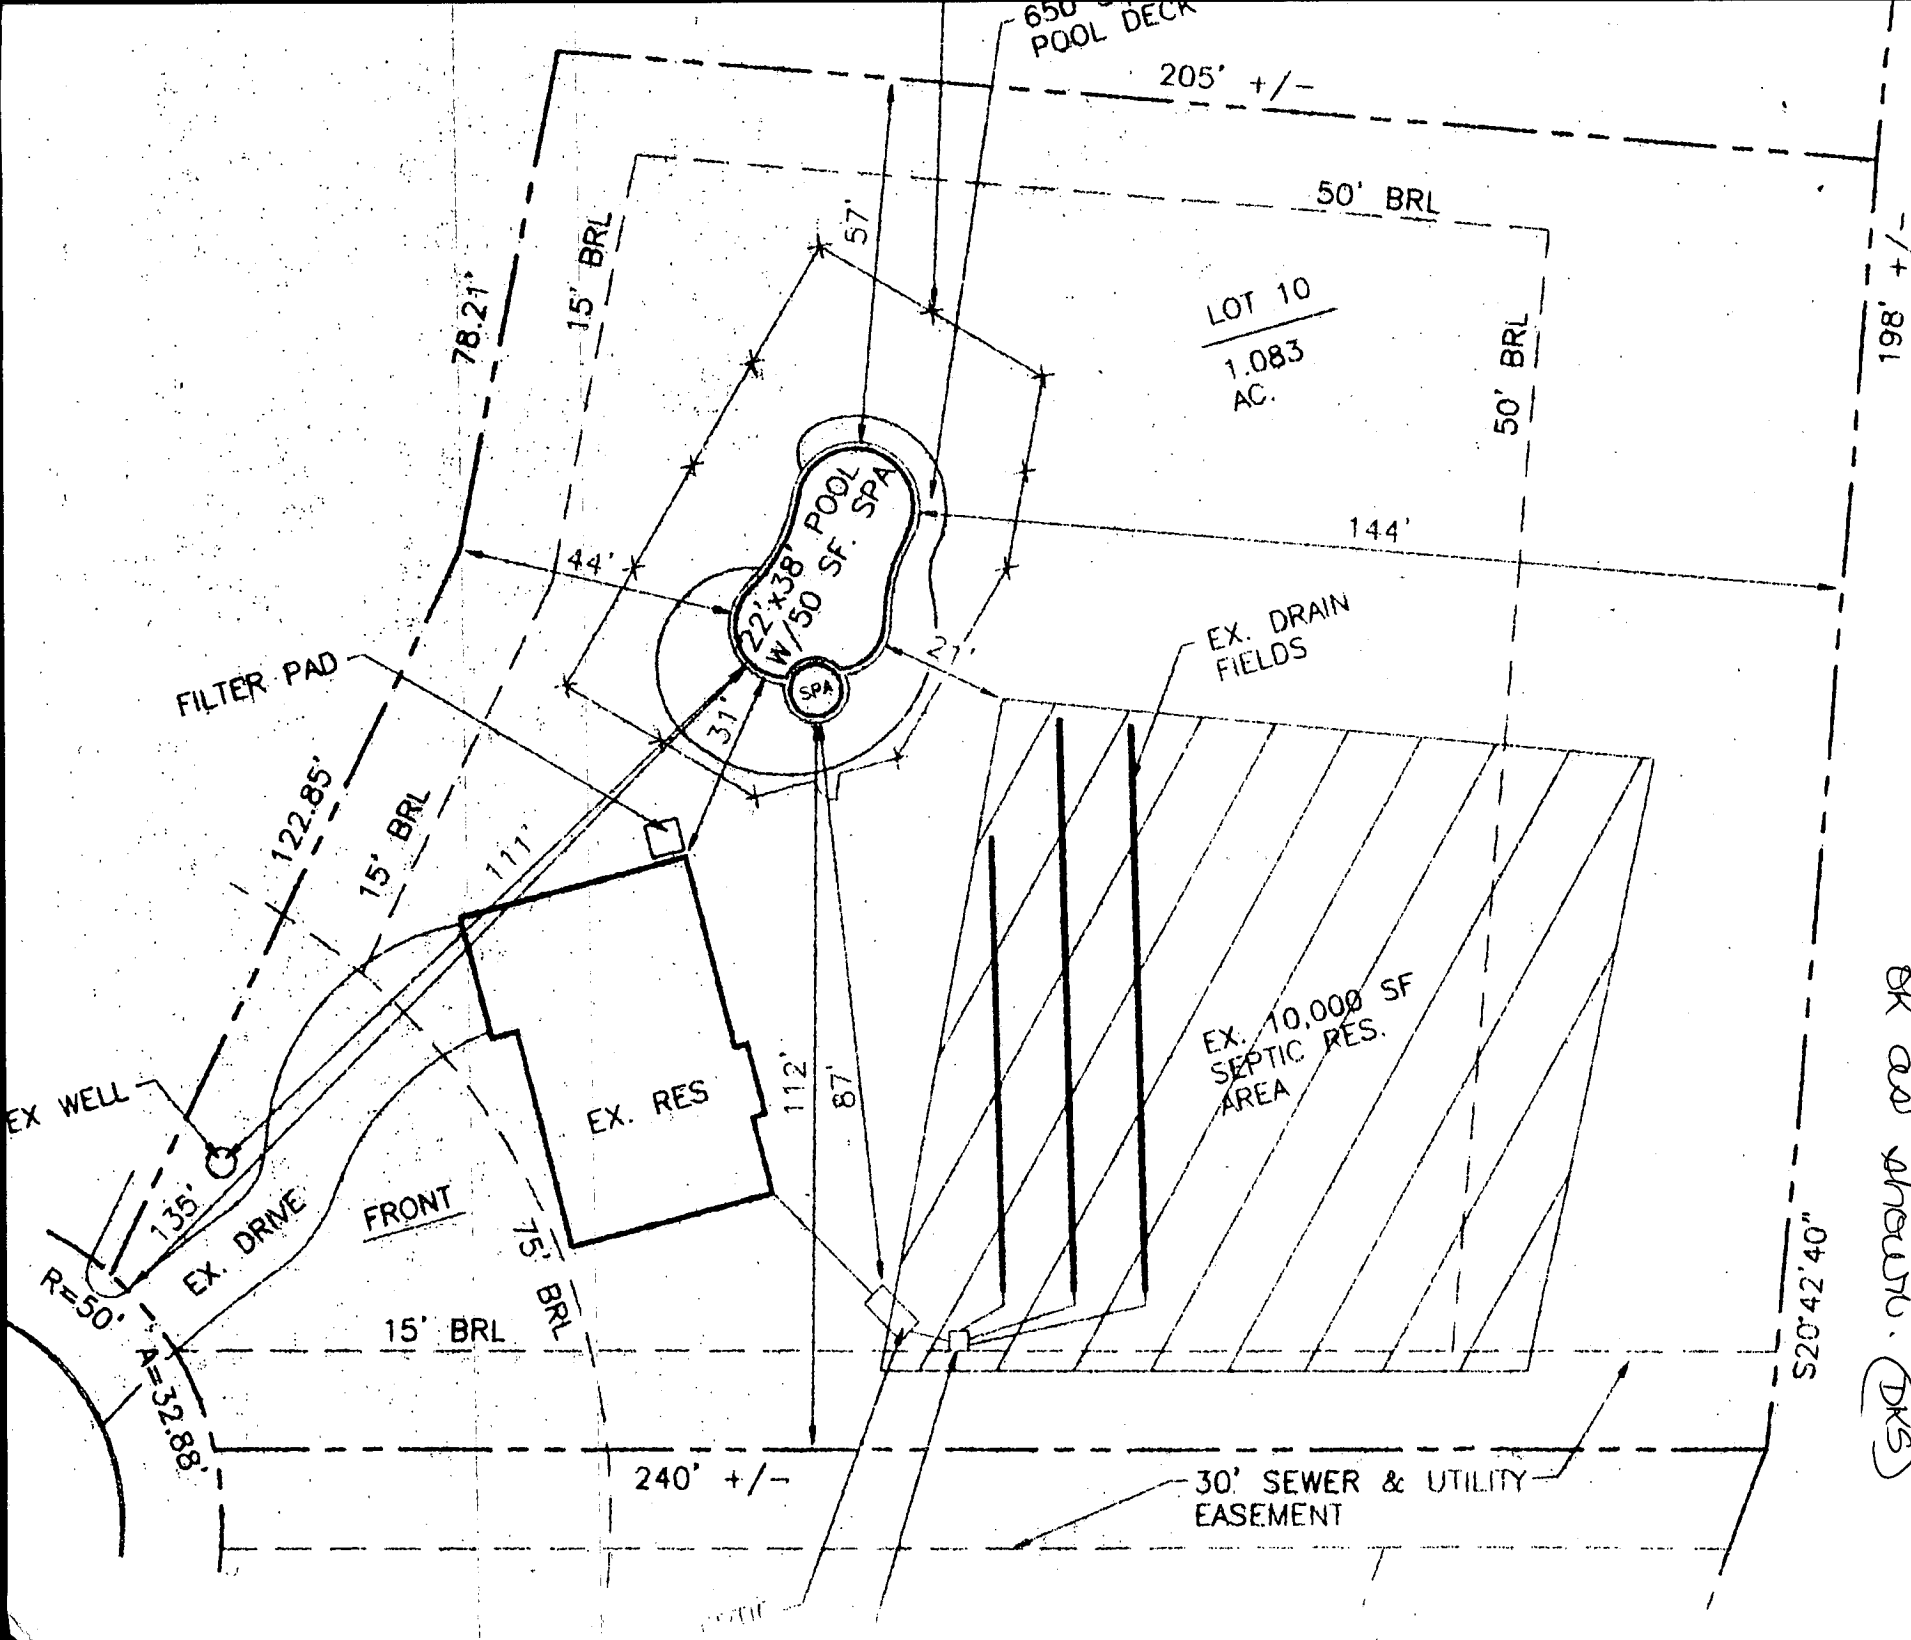 650
POOL DECK
205' +/-
50' BRL
57'
15' BRL
78.21'
198' +/-
LOT 10
1.083
AC.
50' BRL
22'x38' POOL
W/50 SF. SPA
144'
44'
EX. DRAIN
FIELDS
21'
FILTER PAD
SPA
31'
122.85'
15' BRL
111'
EX. 10,000 SF
SEPTIC RES.
AREA
OK as shown. (DKS)
112'
87'
EX. RES
EX WELL
135'
EX. DRIVE
FRONT
75' BRL
S20°42'40"
R=50'
15' BRL
A=32.88'
240' +/-
30' SEWER & UTILITY
EASEMENT